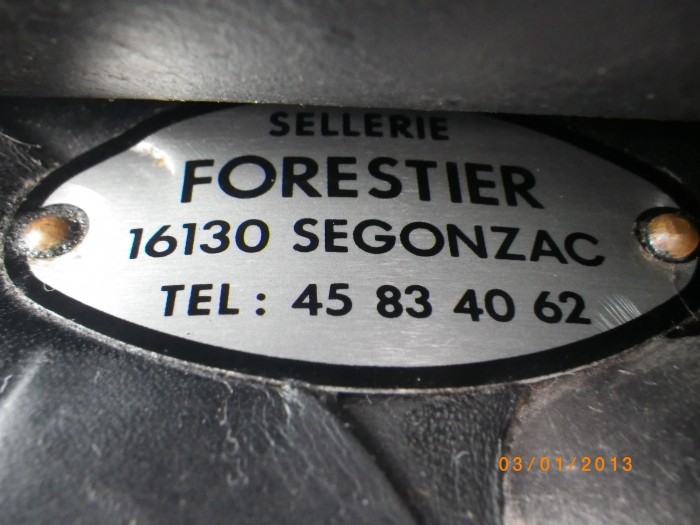 SELLERIE
FORESTIER
16130 SEGONZAC
TEL: 45 83 40 62
03/01/2013